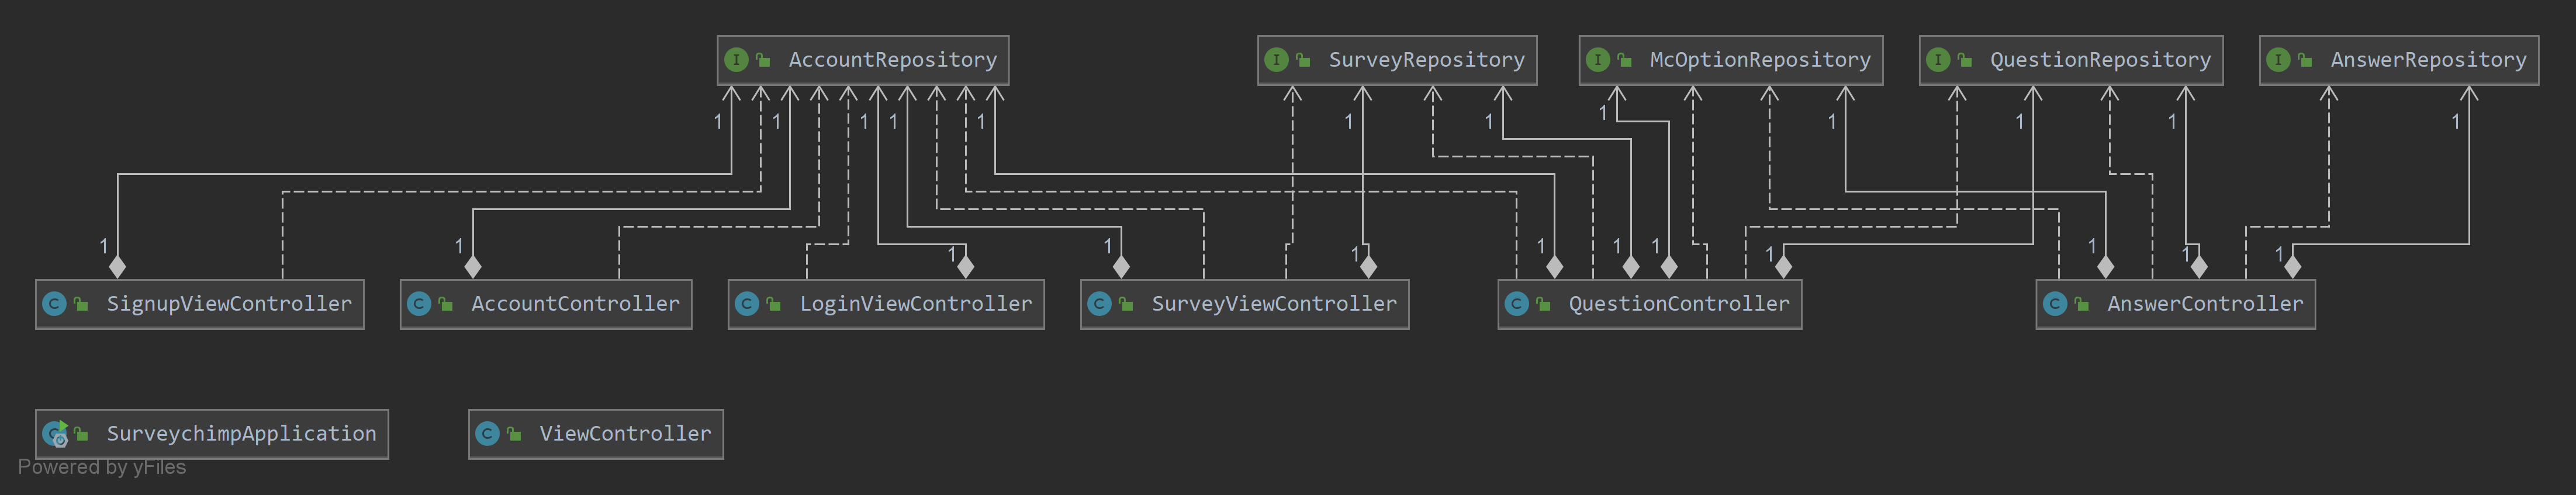 I AccountRepository
I SurveyRepository
I McOptionRepository
I QuestionRepository
I AnswerRepository
1 1 1 1 1 1 1 1 1 1 1 1
1 1 1 1 1 1 1 1 1 1 1 1
C SignupViewController
C AccountController
C LoginViewController
C SurveyViewController
C QuestionController
C AnswerController
C SurveychimpApplication
C ViewController
Powered by yFiles